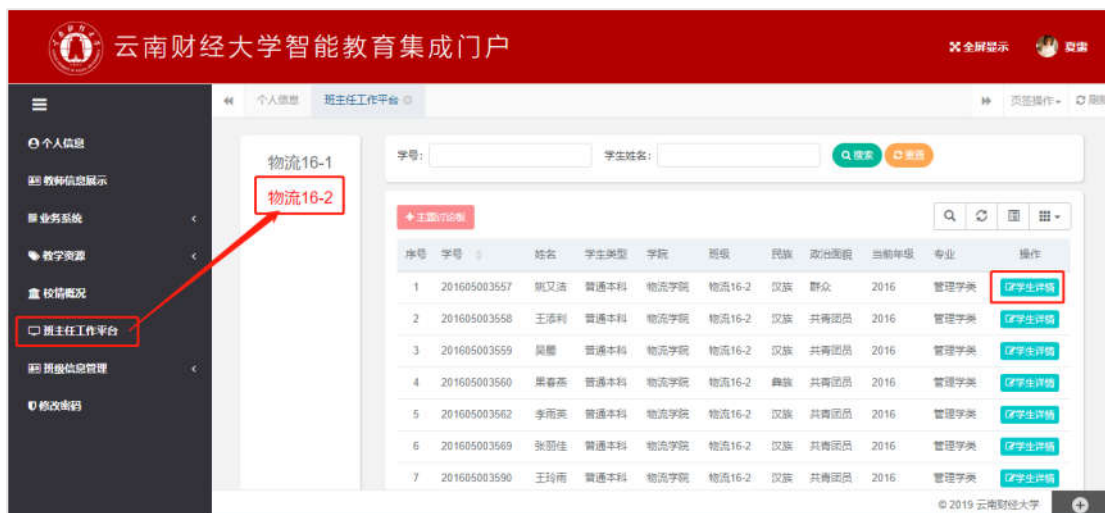 云南财经大学智能教育集成门户
全屏显示
夏雷
个人信息
班主任工作平台
页签操作
个人信息
教师信息展示
业务系统
教学资源
校情概况
班主任工作平台
班级信息管理
修改密码
物流16-1
物流16-2
学号:
学生姓名:
搜索
重置
主题讨论板
序号 学号 姓名 学生类型 学院 班级 民族 政治面貌 当前年级 专业 操作
1 201605003557 姚又洁 普通本科 物流学院 物流16-2 汉族 群众 2016 管理学类 学生详情
2 201605003558 王添利 普通本科 物流学院 物流16-2 汉族 共青团员 2016 管理学类 学生详情
3 201605003559 普通本科 物流学院 物流16-2 汉族 共青团员 2016 管理学类 学生详情
4 201605003560 黑春燕 普通本科 物流学院 物流16-2 彝族 共青团员 2016 管理学类 学生详情
5 201605003562 李雨英 普通本科 物流学院 物流16-2 汉族 共青团员 2016 管理学类 学生详情
6 201605003569 张丽佳 普通本科 物流学院 物流16-2 汉族 共青团员 2016 管理学类 学生详情
7 201605003590 王玲雨 普通本科 物流学院 物流16-2 汉族 共青团员 2016 管理学类 学生详情
© 2019 云南财经大学